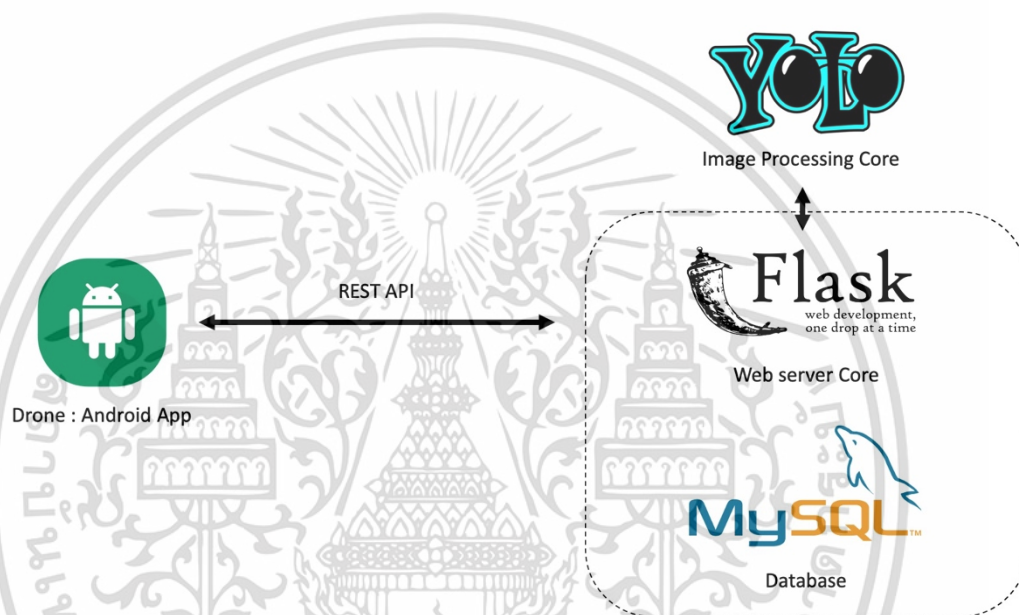 YOLO
Image Processing Core
Flask
web development,
one drop at a time
Web server Core
REST API
Drone : Android App
MySQL™
Database